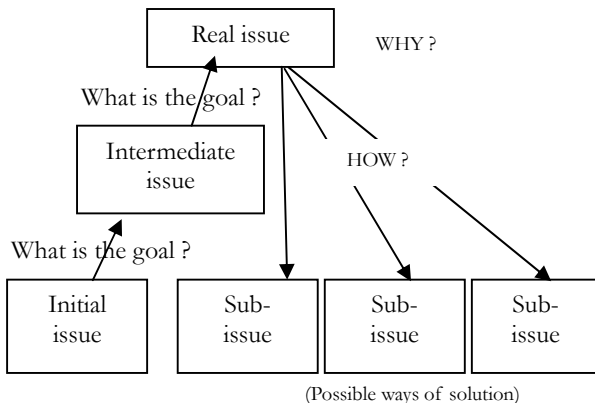 Real issue
WHY ?
What is the goal ?
Intermediate
issue
HOW ?
What is the goal ?
Initial
issue
Sub-
issue
Sub-
issue
Sub-
issue
(Possible ways of solution)